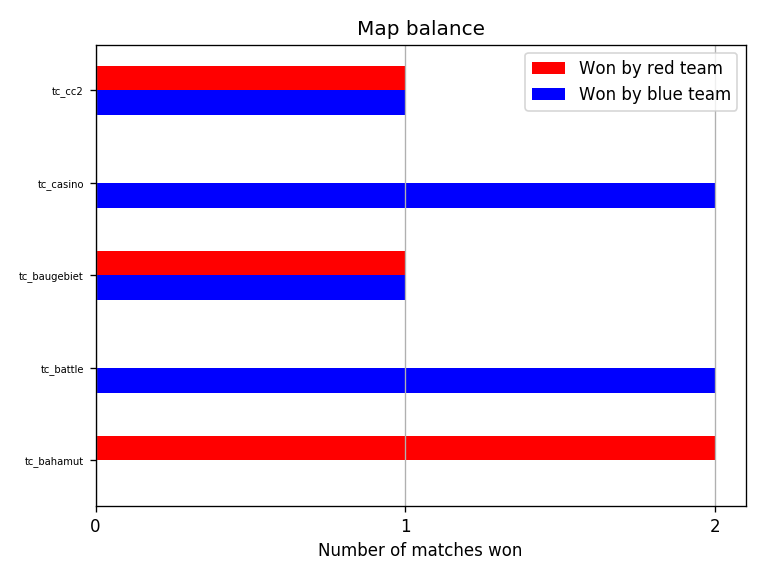 Map balance
Won by red team
Won by blue team
tc_cc2
tc_casino
tc_baugebiet
tc_battle
tc_bahamut
0 1 2
Number of matches won